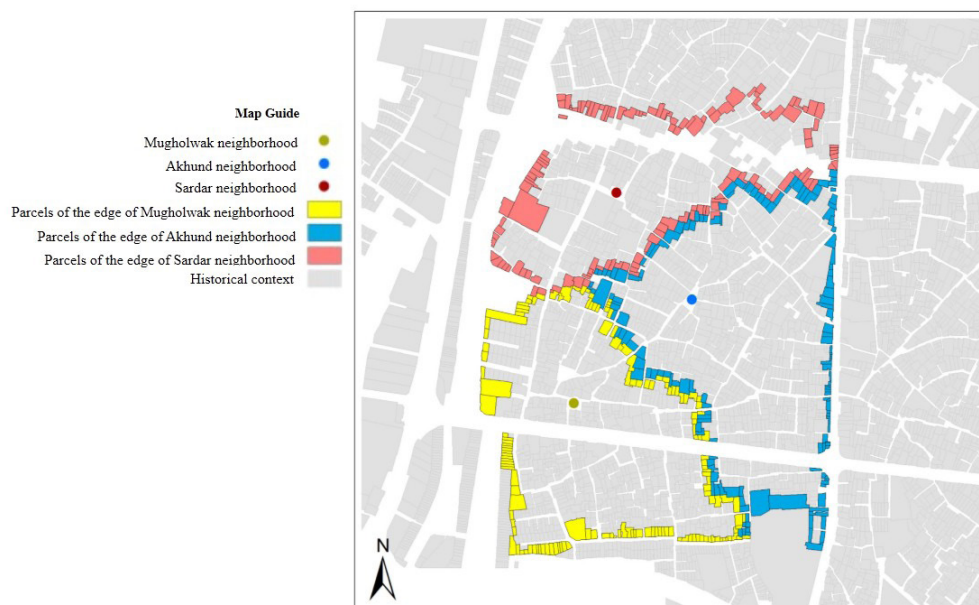 Map Guide
Mugholwak neighborhood
Akhund neighborhood
Sardar neighborhood
Parcels of the edge of Mugholwak neighborhood
Parcels of the edge of Akhund neighborhood
Parcels of the edge of Sardar neighborhood
Historical context
N